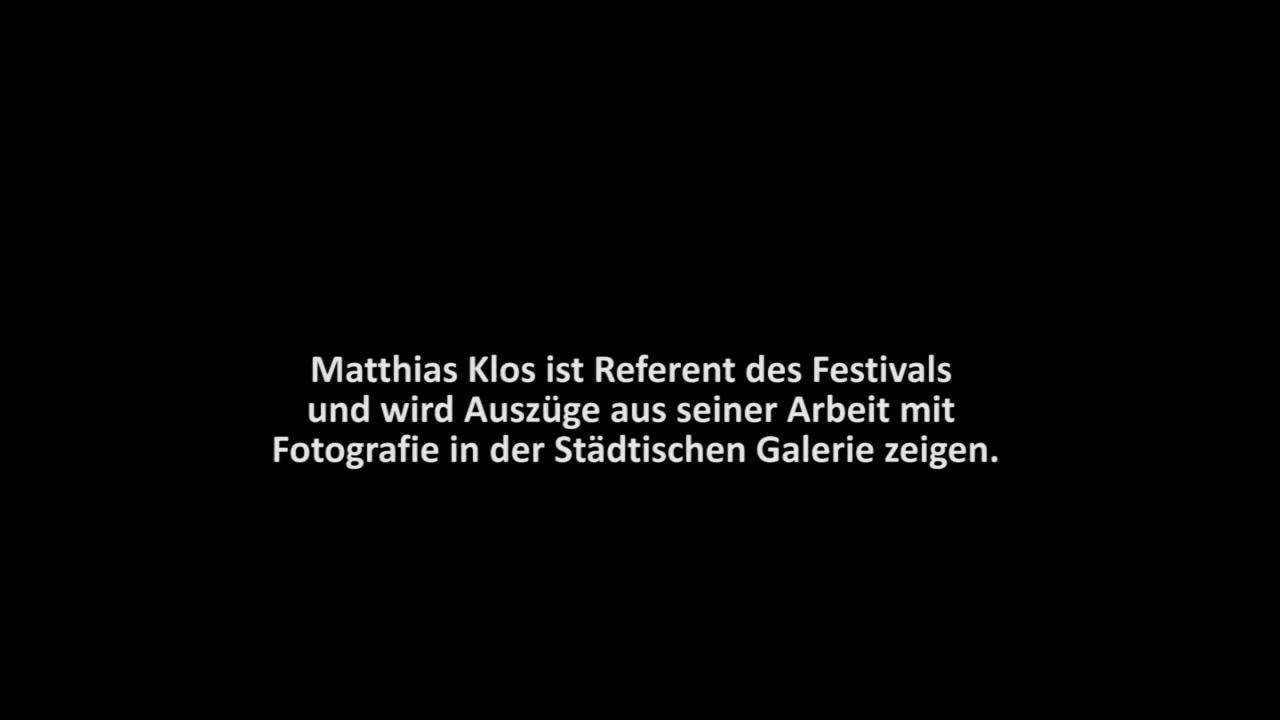 Matthias Klos ist Referent des Festivals
und wird Auszüge aus seiner Arbeit mit
Fotografie in der Städtischen Galerie zeigen.